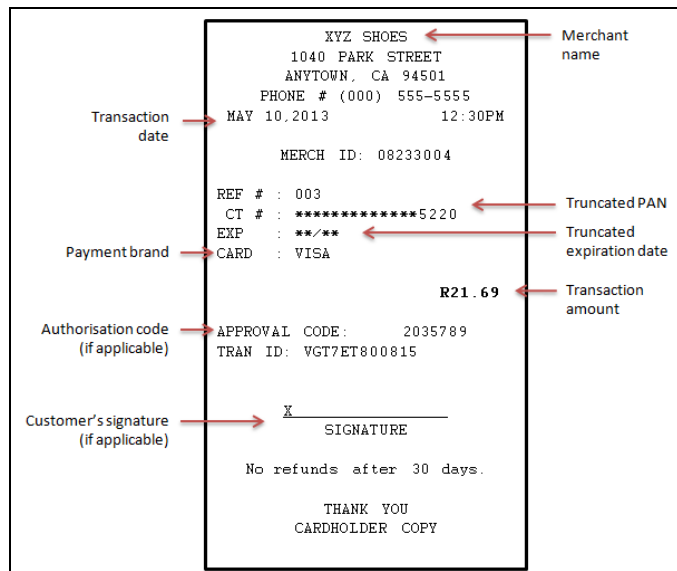 XYZ SHOES
Merchant
name
1040 PARK STREET
ANYTOWN, CA 94501
PHONE # (000) 555-5555
Transaction
date
MAY 10,2013 12:30PM
MERCH ID: 08233004
REF # : 003
CT # : *************5220
Truncated PAN
EXP : **/**
Truncated
expiration date
Payment brand
CARD : VISA
R21.69
Transaction
amount
Authorisation code
(if applicable)
APPROVAL CODE: 2035789
TRAN ID: VGT7ET800815
Customer's signature
(if applicable)
X
SIGNATURE
No refunds after 30 days.
THANK YOU
CARDHOLDER COPY